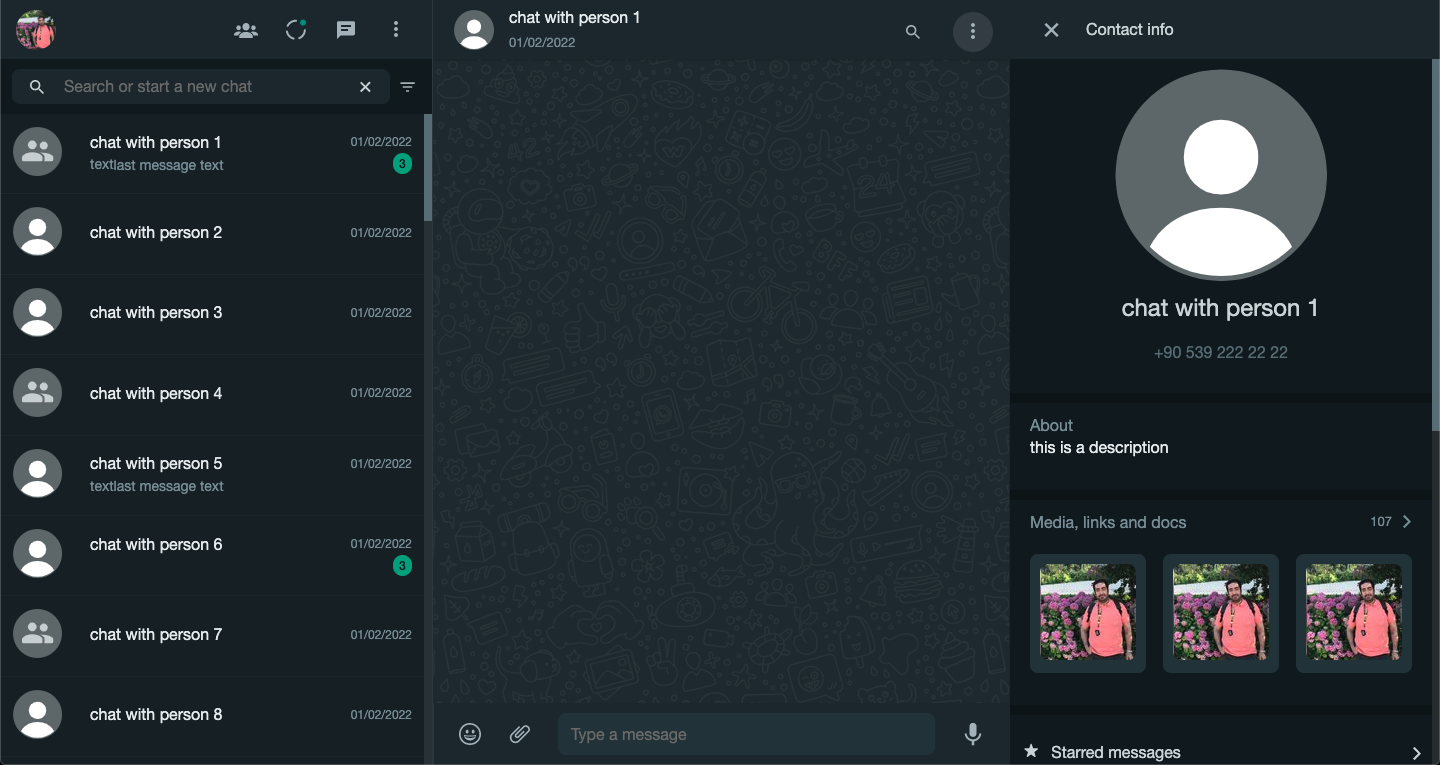 Search or start a new chat
chat with person 1
01/02/2022
textlast message text
3
chat with person 2
01/02/2022
chat with person 3
01/02/2022
chat with person 4
01/02/2022
chat with person 5
01/02/2022
textlast message text
chat with person 6
01/02/2022
3
chat with person 7
01/02/2022
chat with person 8
01/02/2022
chat with person 1
01/02/2022
24
BFF
Type a message
Contact info
chat with person 1
+90 539 222 22 22
About
this is a description
Media, links and docs
107
Starred messages